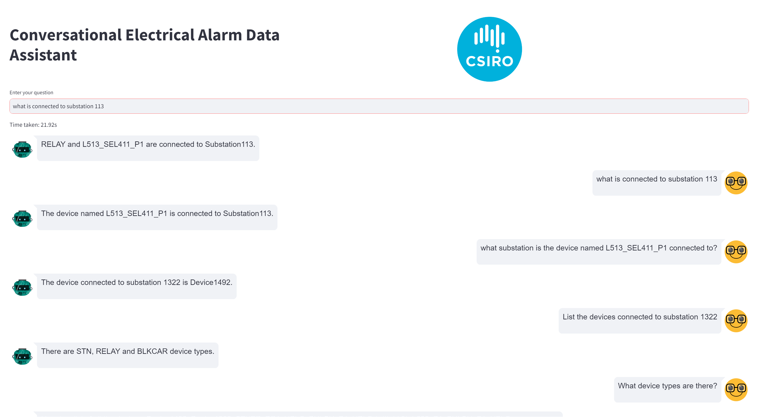 Conversational Electrical Alarm Data
Assistant
CSIRO
Enter your question
what is connected to substation 113
Time taken: 21.92s
RELAY and L513_SEL411_P1 are connected to Substation113.
what is connected to substation 113
The device named L513_SEL411_P1 is connected to Substation113.
what substation is the device named L513_SEL411_P1 connected to?
The device connected to substation 1322 is Device1492.
List the devices connected to substation 1322
There are STN, RELAY and BLKCAR device types.
What device types are there?